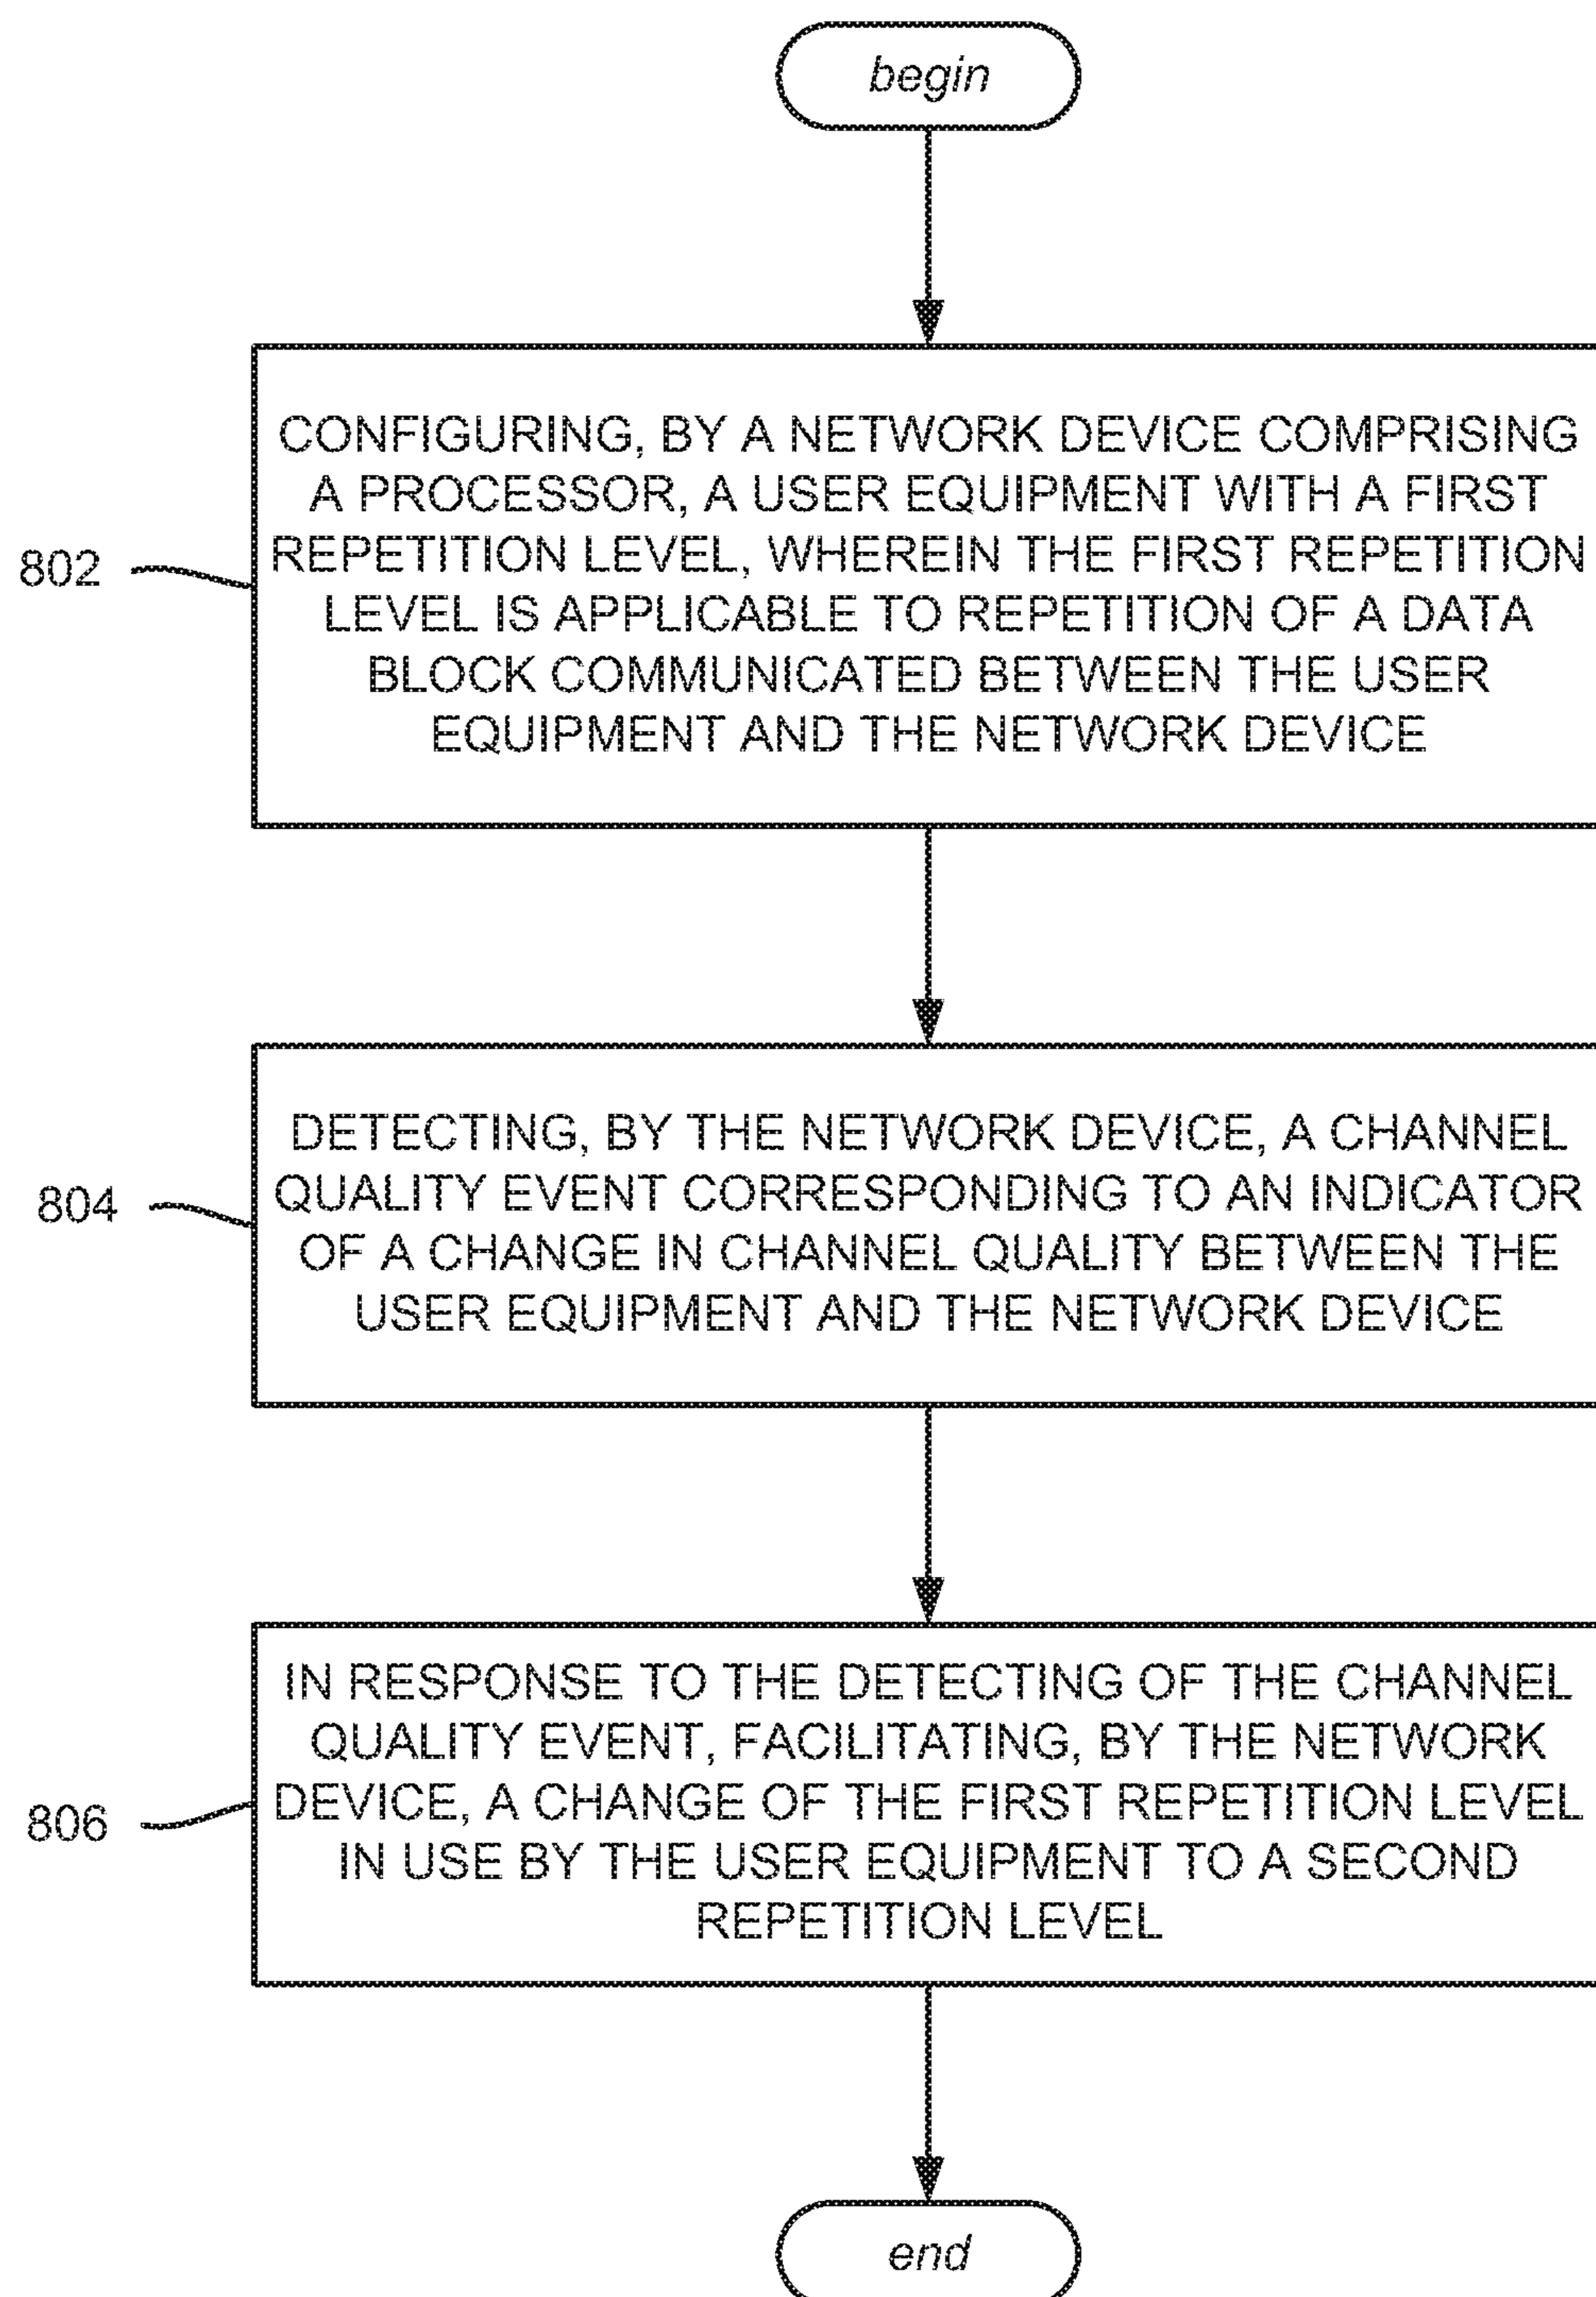 begin
CONFIGURING, BY A NETWORK DEVICE COMPRISING
A PROCESSOR, A USER EQUIPMENT WITH A FIRST
REPETITION LEVEL, WHEREIN THE FIRST REPETITION
LEVEL IS APPLICABLE TO REPETITION OF A DATA
BLOCK COMMUNICATED BETWEEN THE USER
EQUIPMENT AND THE NETWORK DEVICE
802
DETECTING, BY THE NETWORK DEVICE, A CHANNEL
QUALITY EVENT CORRESPONDING TO AN INDICATOR
OF A CHANGE IN CHANNEL QUALITY BETWEEN THE
USER EQUIPMENT AND THE NETWORK DEVICE
804
IN RESPONSE TO THE DETECTING OF THE CHANNEL
QUALITY EVENT, FACILITATING, BY THE NETWORK
DEVICE, A CHANGE OF THE FIRST REPETITION LEVEL
IN USE BY THE USER EQUIPMENT TO A SECOND
REPETITION LEVEL
806
end